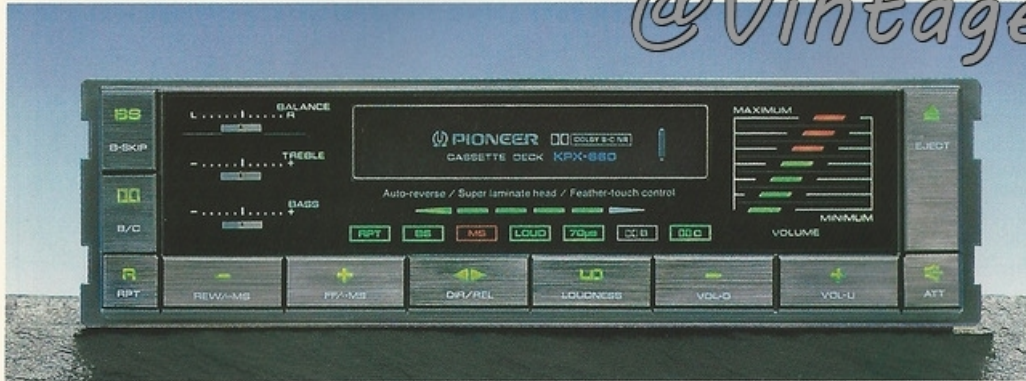 @Vintage
BS
B-SKIP
B/C
R
RPT
L R
BALANCE
- +
TREBLE
- +
BASS
PIONEER DOLBY B-C NR
CASSETTE DECK KPX-660
Auto-reverse / Super laminate head / Feather-touch control
RPT BS MS LOUD 70μs B C
MAXIMUM
MINIMUM
VOLUME
EJECT
- REW/-MS
+ FF/-MS
DIR/REL
LOUDNESS
- VOL-D
+ VOL-U
ATT